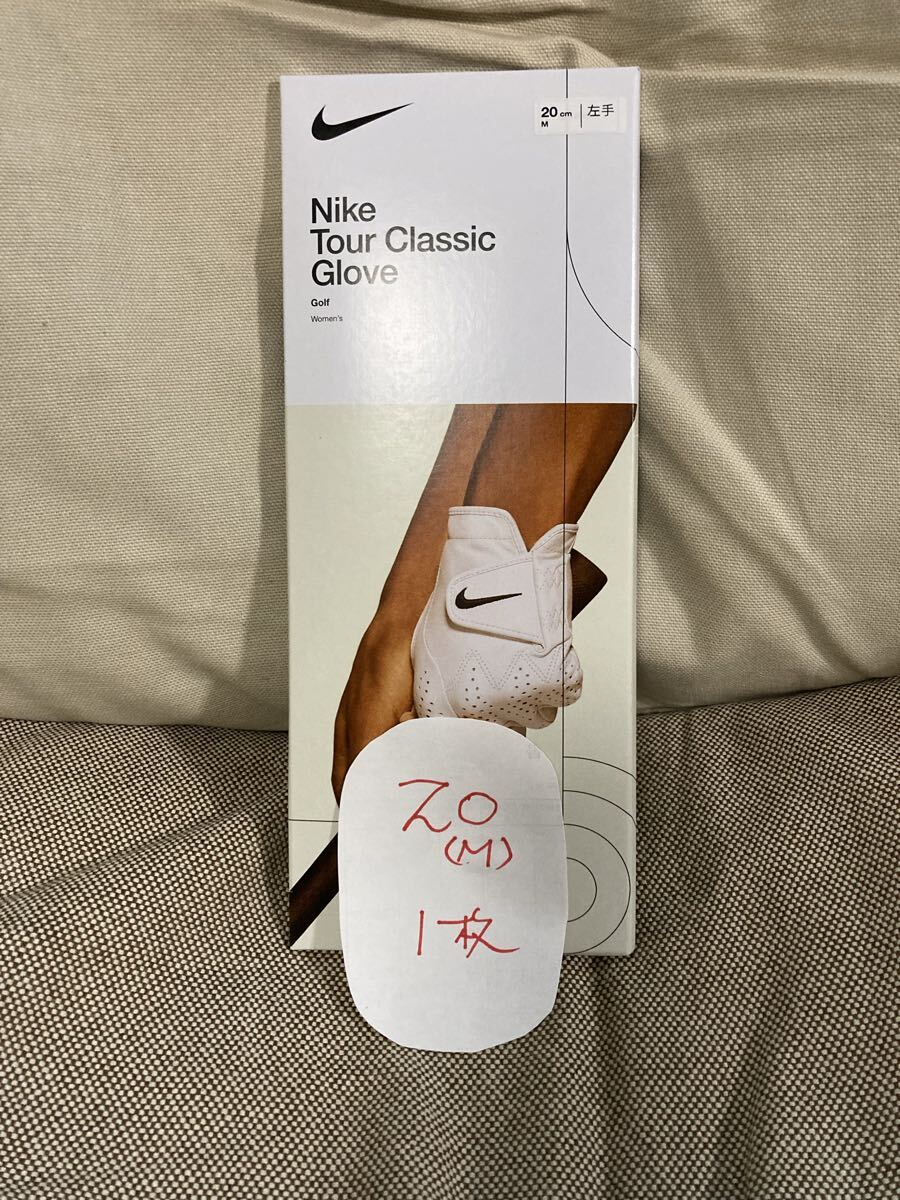 20 cm
M
左手
Nike
Tour Classic
Glove
Golf
Women's
20
(M)
1枚